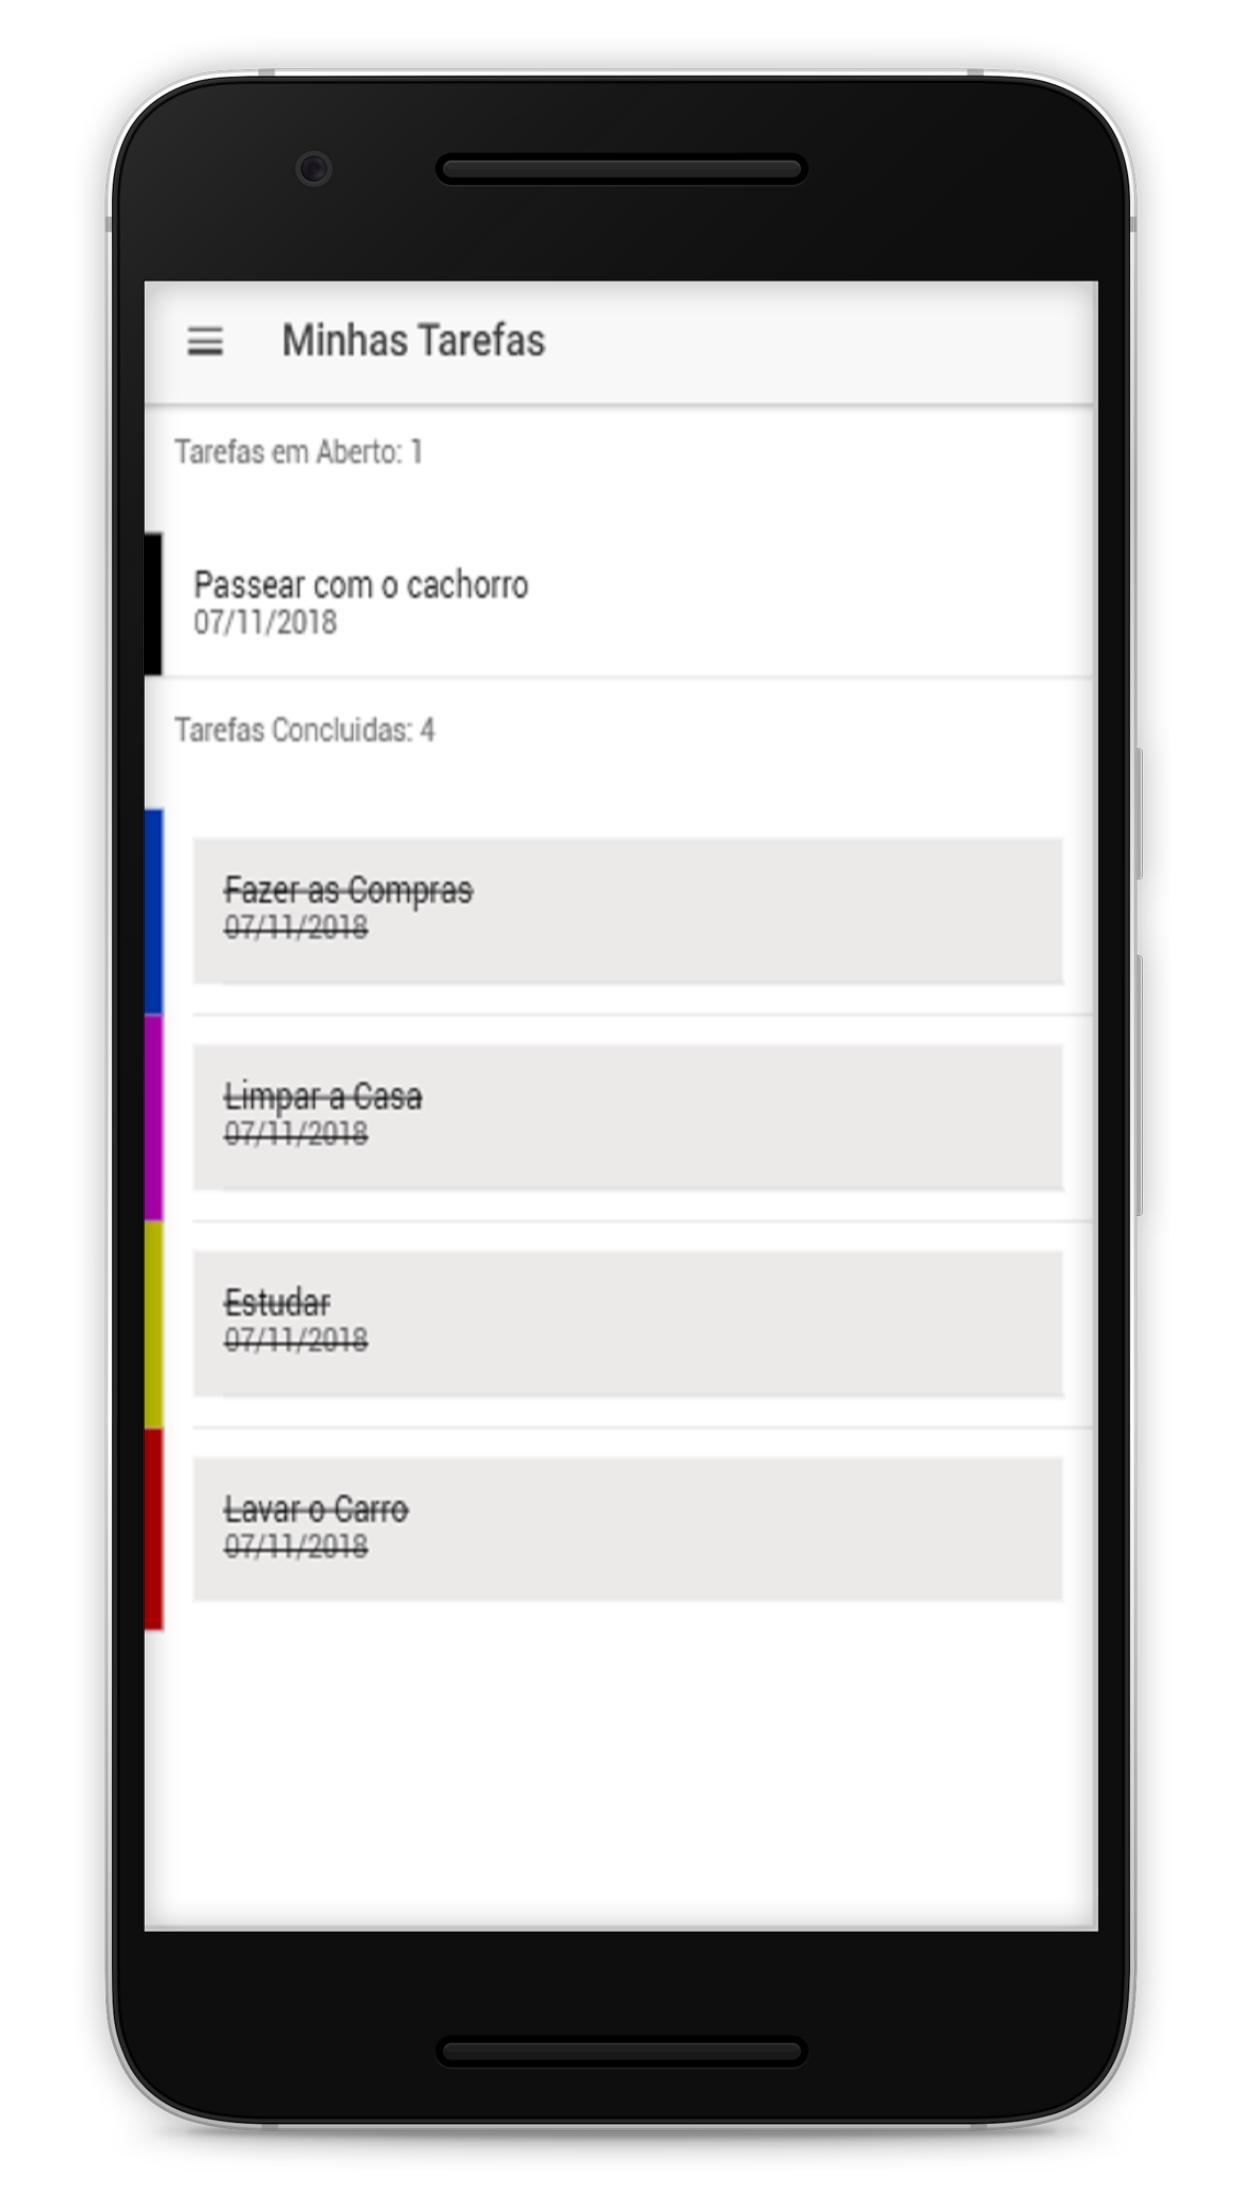 Minhas Tarefas
Tarefas em Aberto: 1
Passear com o cachorro
07/11/2018
Tarefas Concluidas: 4
Fazer as Compras
07/11/2018
Limpar a Casa
07/11/2018
Estudar
07/11/2018
Lavar o Carro
07/11/2018